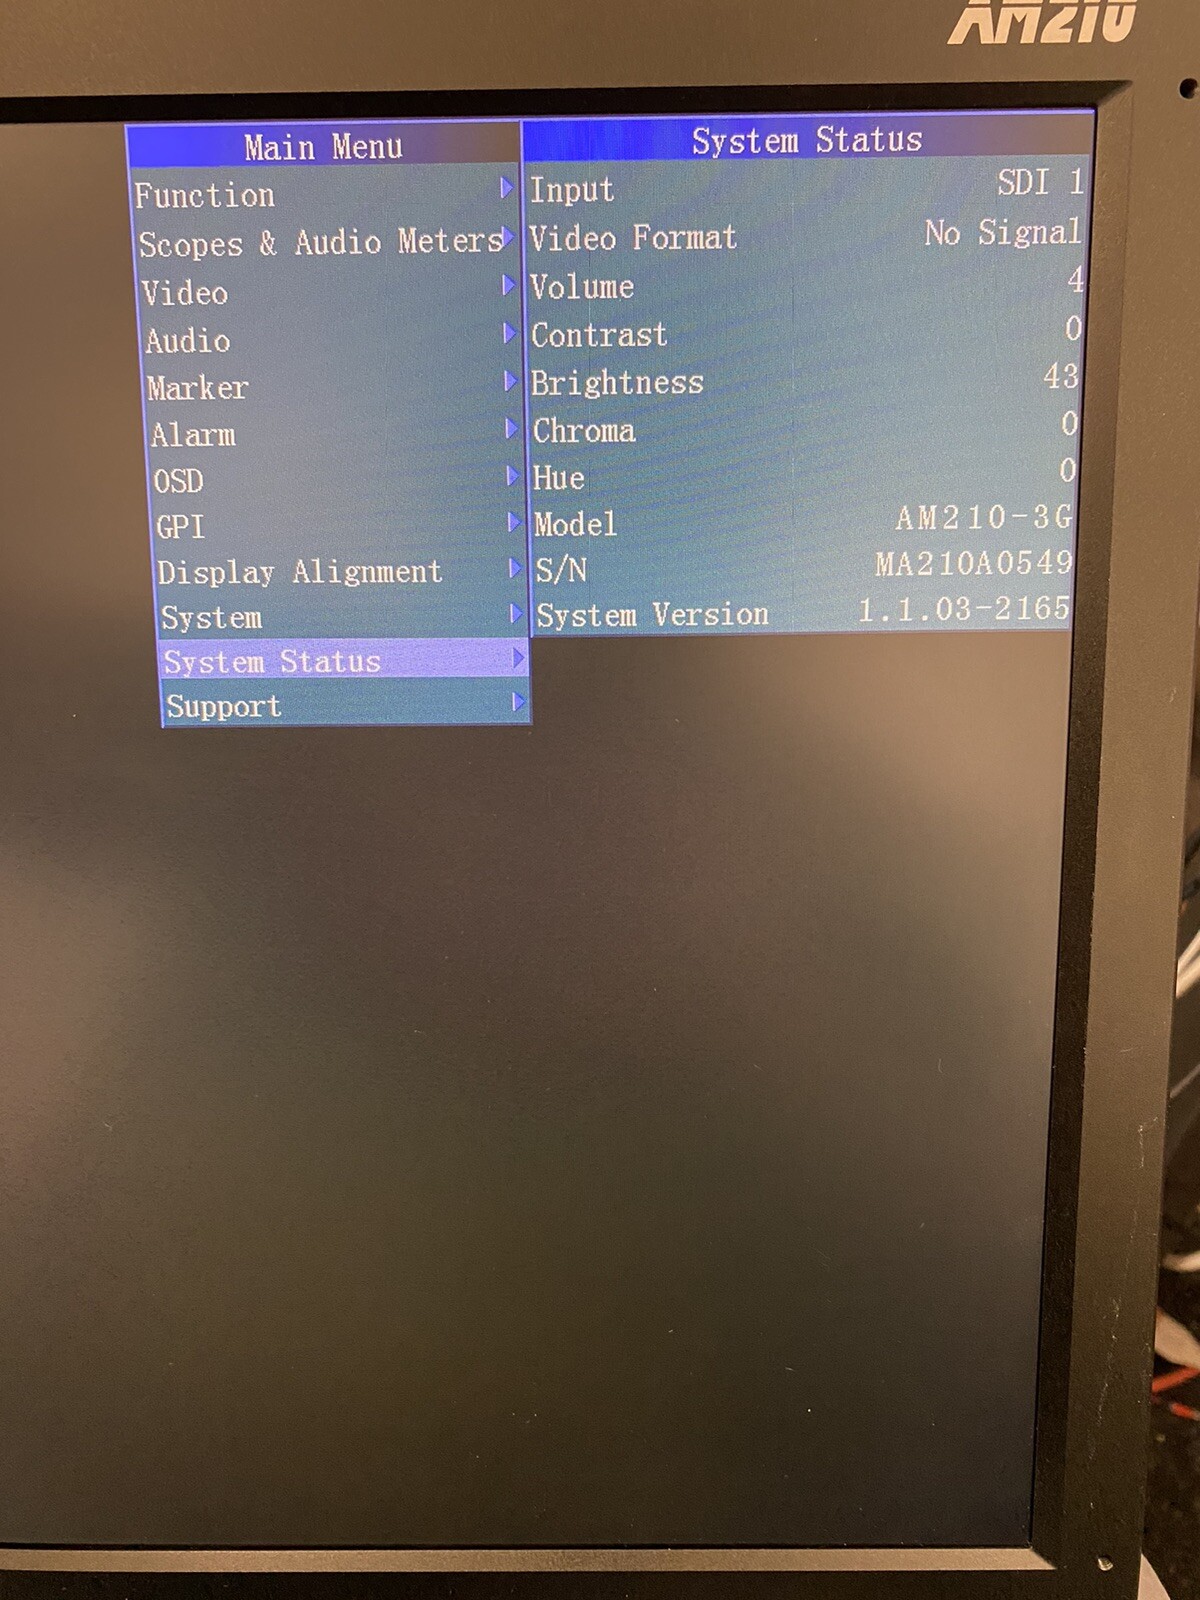 AM210
Main Menu
Function
Scopes & Audio Meters
Video
Audio
Marker
Alarm
OSD
GPI
Display Alignment
System
System Status
Support
System Status
Input SDI 1
Video Format No Signal
Volume 4
Contrast 0
Brightness 43
Chroma 0
Hue 0
Model AM210-3G
S/N MA210A0549
System Version 1.1.03-2165